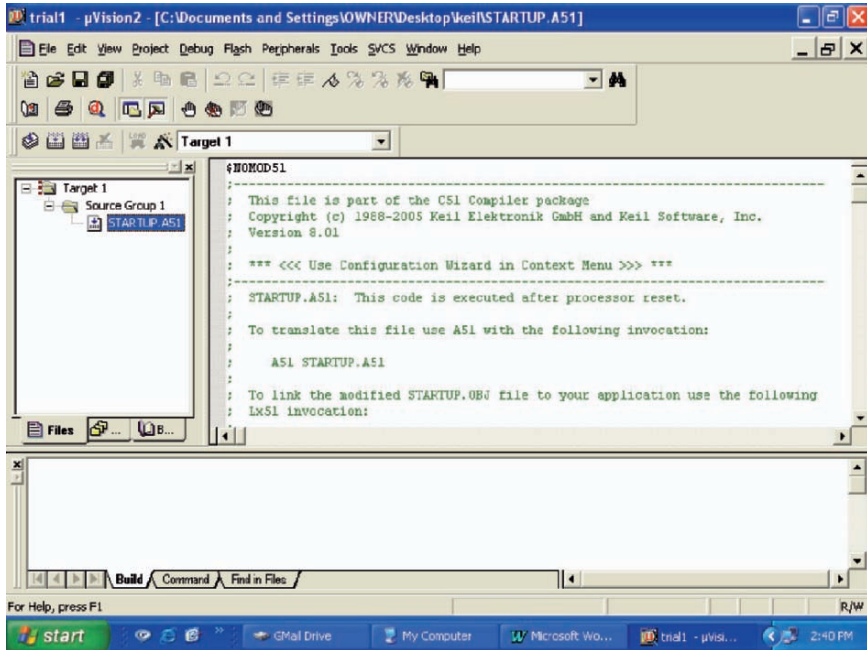 trial1 - µVision2 - [C:\Documents and Settings\OWNER\Desktop\keil\STARTUP.A51]
File Edit View Project Debug Flash Peripherals Tools SVCS Window Help
Target 1
Target 1
Source Group 1
STARTUP.A51
Files
B...
$NOMOD51
;------------------------------------------------------------------------------
; This file is part of the C51 Compiler package
; Copyright (c) 1988-2005 Keil Elektronik GmbH and Keil Software, Inc.
; Version 8.01
;
; *** <<< Use Configuration Wizard in Context Menu >>> ***
;------------------------------------------------------------------------------
; STARTUP.A51: This code is executed after processor reset.
;
; To translate this file use A51 with the following invocation:
;
; A51 STARTUP.A51
;
; To link the modified STARTUP.OBJ file to your application use the following
; Lx51 invocation:
Build Command Find in Files
For Help, press F1
R/W
start
GMail Drive
My Computer
Microsoft Wo...
trial1 - µVisi...
2:40 PM